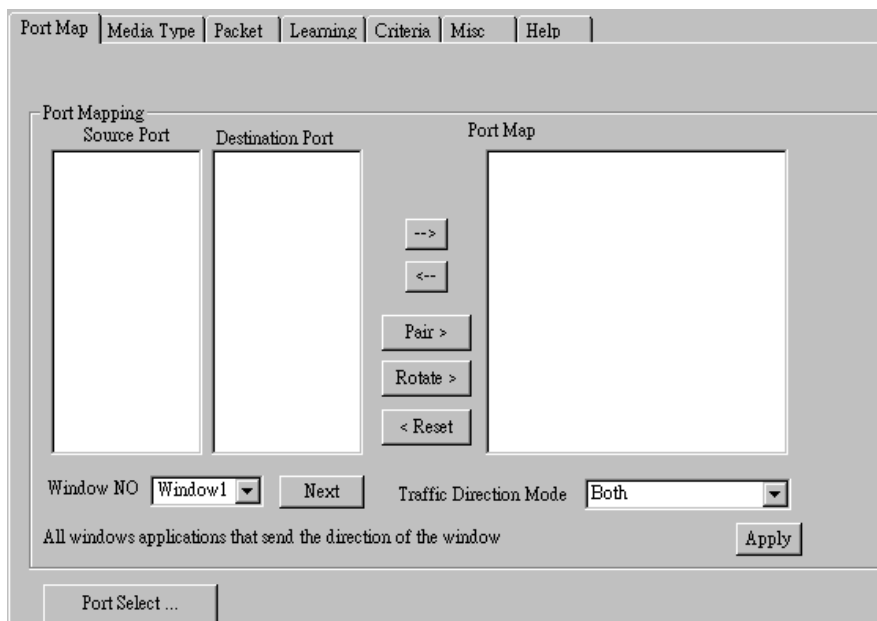 Port Map Media Type Packet Learning Criteria Misc Help
Port Mapping
Source Port Destination Port Port Map
-->
<--
Pair >
Rotate >
< Reset
Window NO Window1 Next Traffic Direction Mode Both
All windows applications that send the direction of the window Apply
Port Select ...